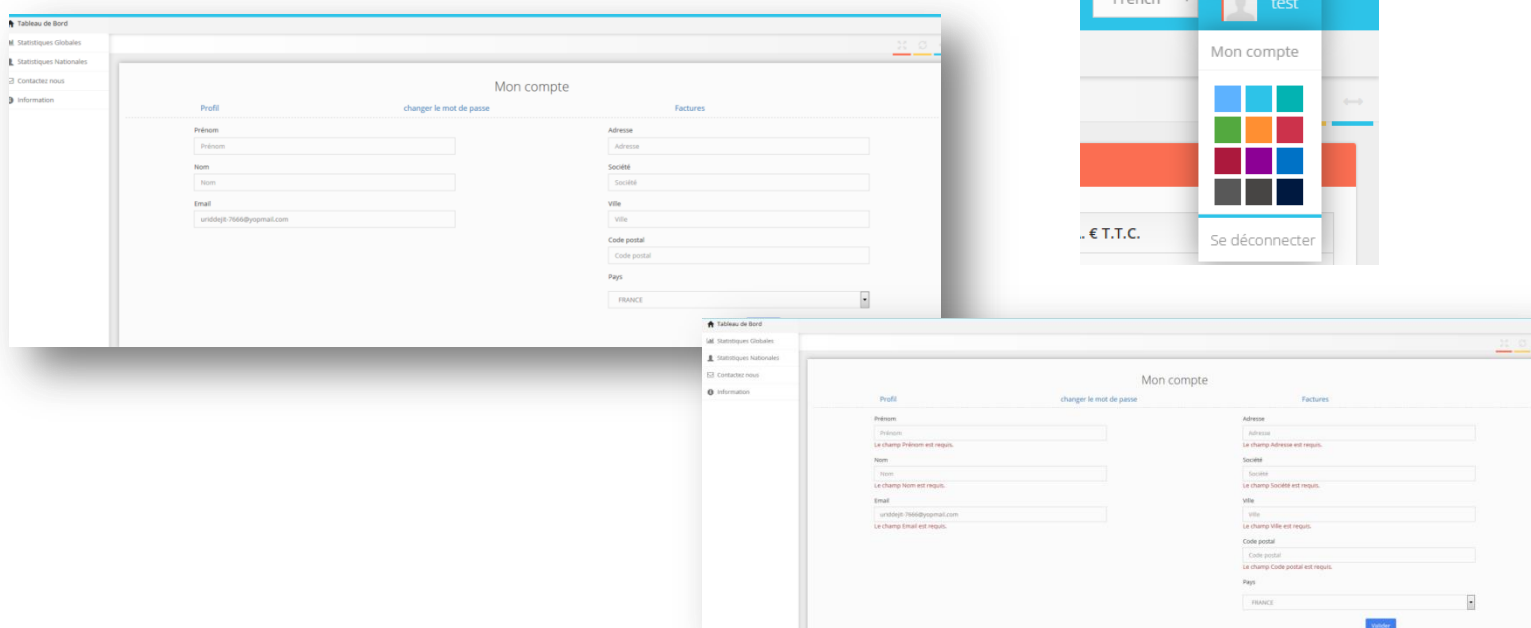 Tableau de Bord
Statistiques Globales
Statistiques Nationales
Contactez nous
Information
Mon compte
Profil changer le mot de passe Factures
Prénom
Prénom
Nom
Nom
Email
uriddejit-7666@yopmail.com
Adresse
Adresse
Société
Société
Ville
Ville
Code postal
Code postal
Pays
FRANCE
French
test
Mon compte
. € T.T.C.
Se déconnecter
Tableau de Bord
Statistiques Globales
Statistiques Nationales
Contactez nous
Information
Mon compte
Profil changer le mot de passe Factures
Prénom
Prénom
Le champ Prénom est requis.
Nom
Nom
Le champ Nom est requis.
Email
uriddejit-7666@yopmail.com
Le champ Email est requis.
Adresse
Adresse
Le champ Adresse est requis.
Société
Société
Le champ Société est requis.
Ville
Ville
Le champ Ville est requis.
Code postal
Code postal
Le champ Code postal est requis.
Pays
FRANCE
Valider